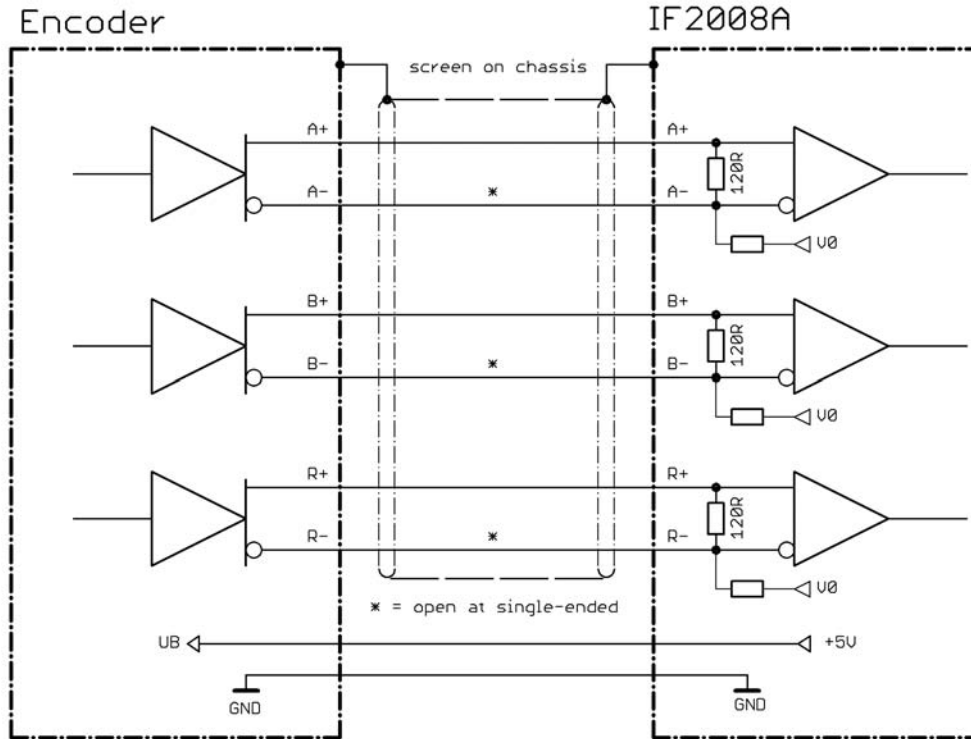 Encoder
IF2008A
screen on chassis
A+
A+
120R
A-
*
A-
V0
B+
B+
120R
B-
*
B-
V0
R+
R+
120R
R-
*
R-
V0
* = open at single-ended
UB
+5V
GND
GND